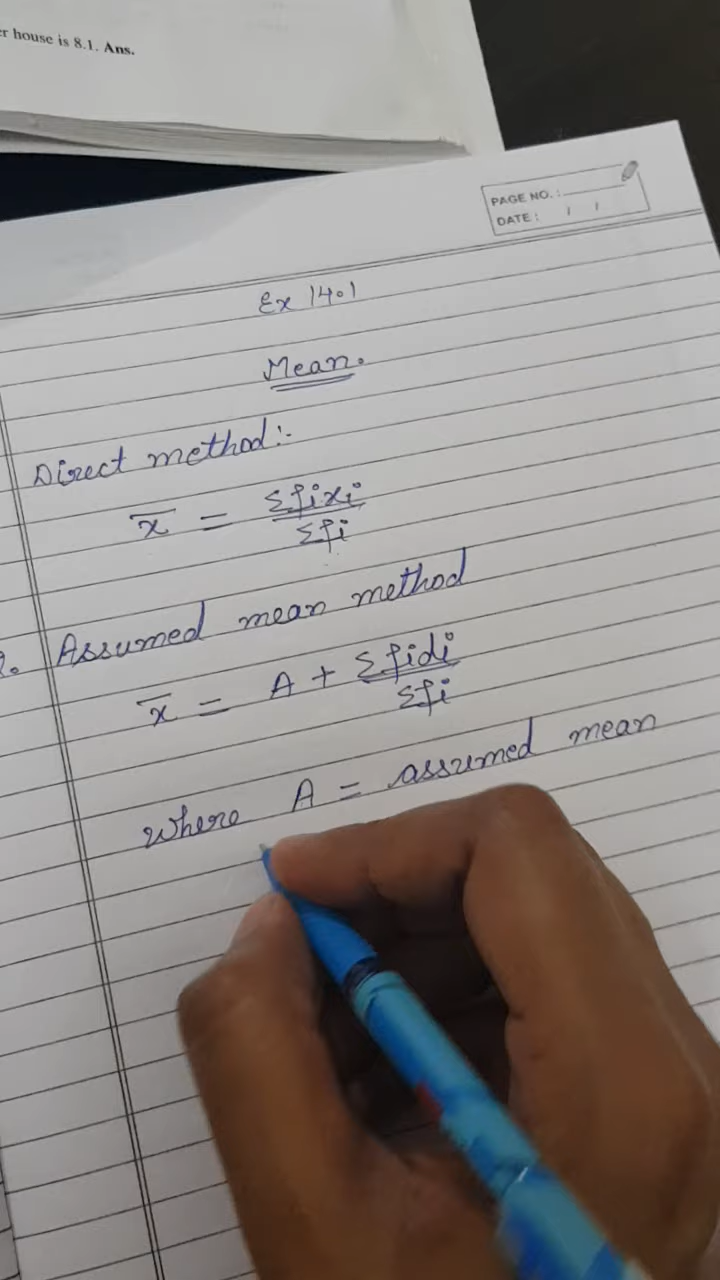 r house is 8.1. Ans.
PAGE NO. :
DATE : / /
Ex 14.1
Mean.
Direct method:-
x̄ = Σfixi / Σfi
2. Assumed mean method
x̄ = A + Σfidi / Σfi
where A = assumed mean